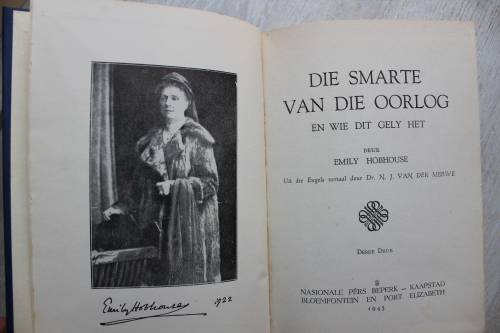 Emily Hobhouse 1922
DIE SMARTE
VAN DIE OORLOG
EN WIE DIT GELY HET
DEUR
EMILY HOBHOUSE
Uit die Engels vertaal deur Dr. N. J. VAN DER MERWE
DERDE DRUK
NASIONALE PERS BEPERK – KAAPSTAD
BLOEMFONTEIN EN PORT ELIZABETH
1943